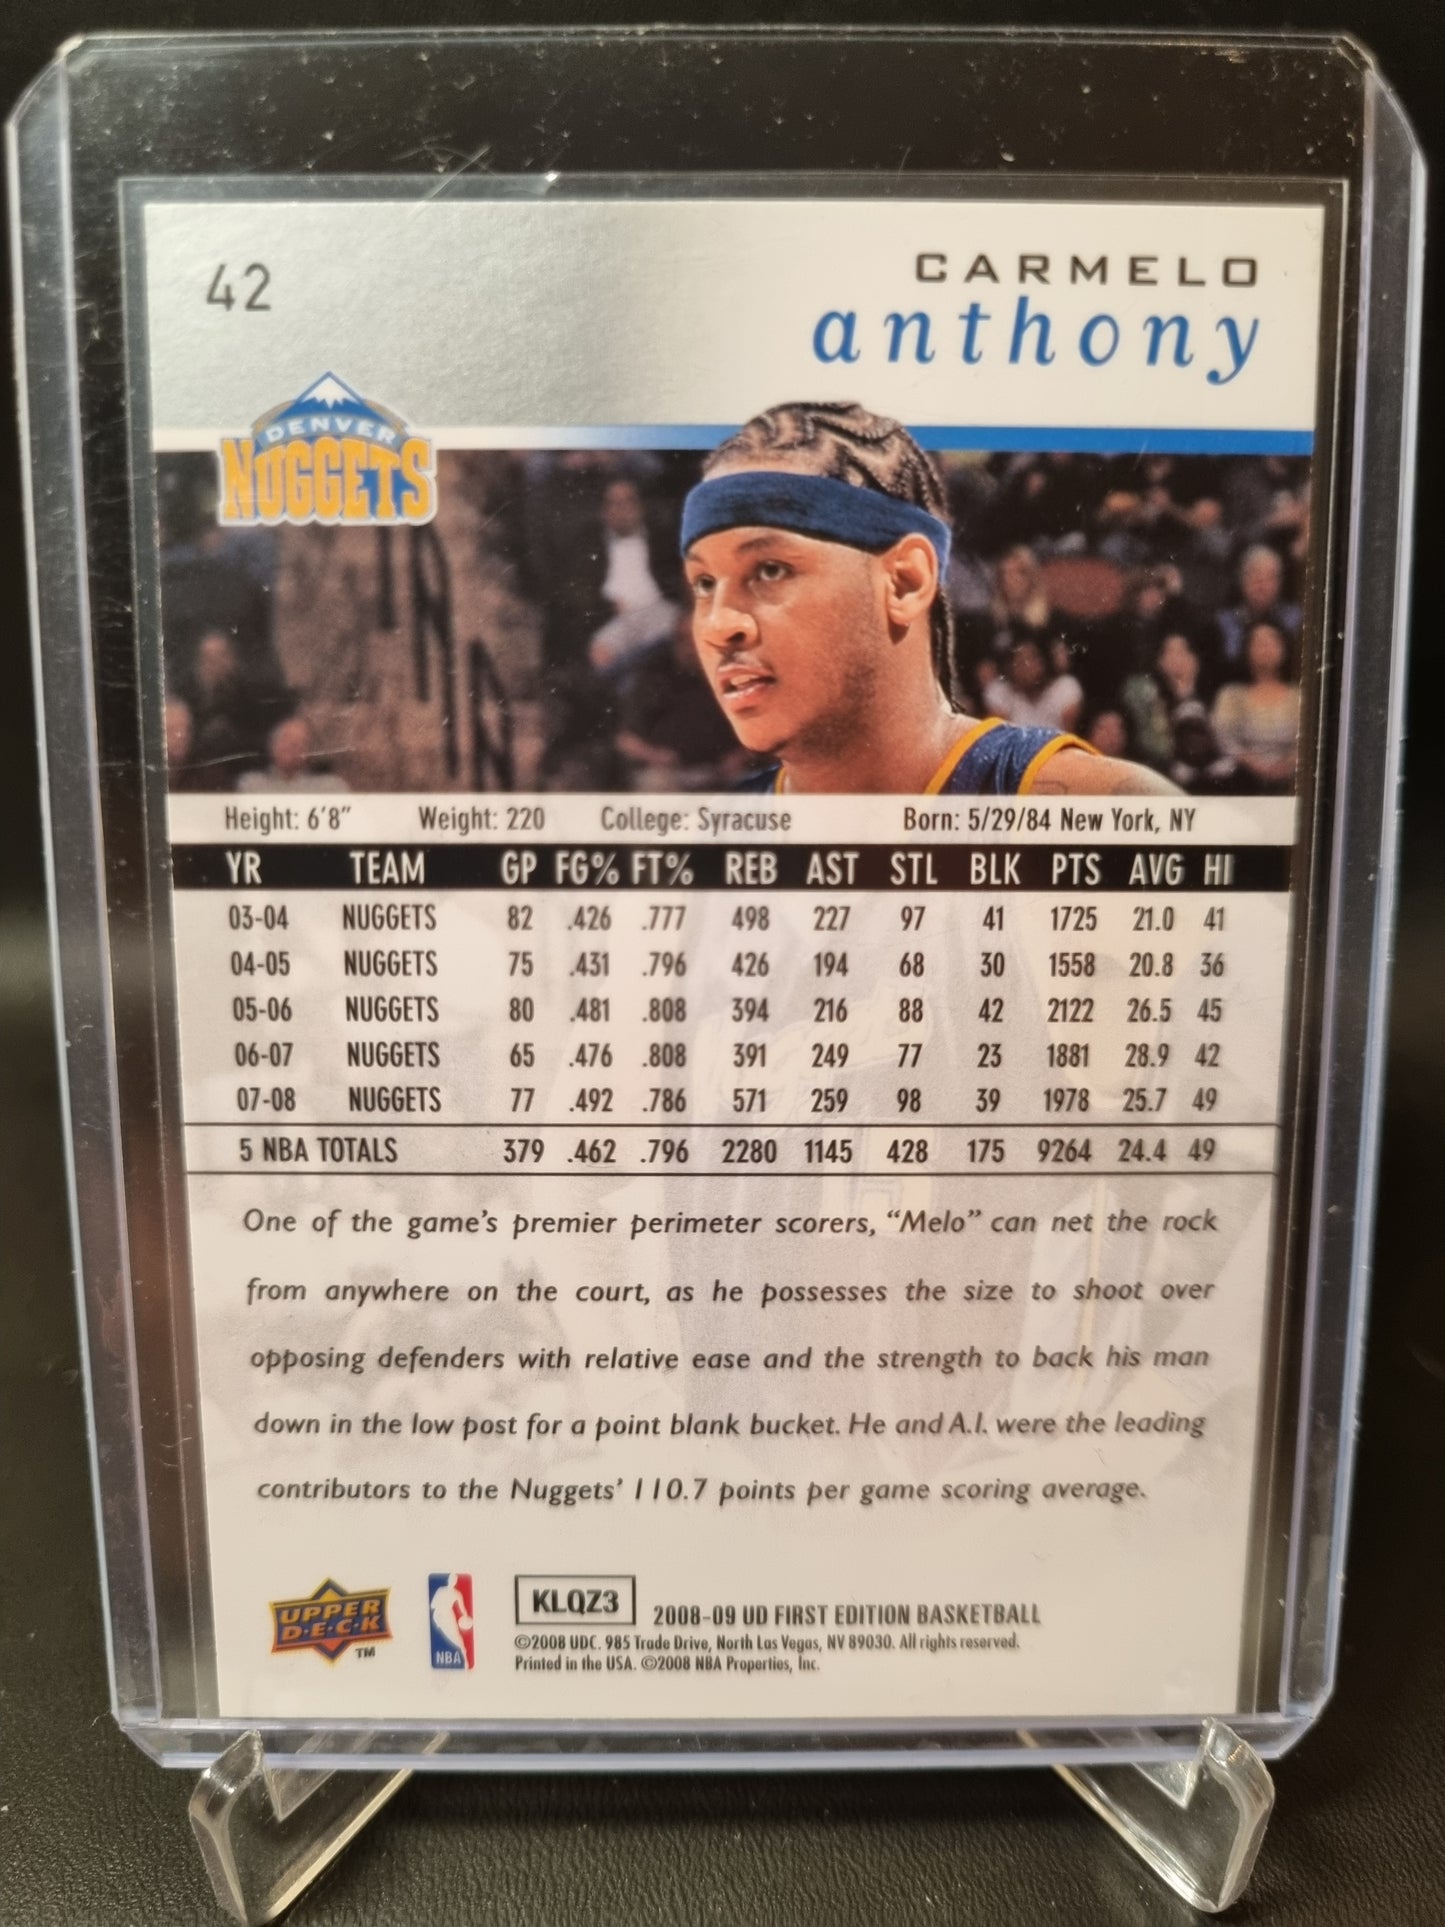 42
CARMELO
anthony
DENVER
NUGGETS
Height: 6'8" Weight: 220 College: Syracuse Born: 5/29/84 New York, NY
YR TEAM GP FG% FT% REB AST STL BLK PTS AVG HI
03-04 NUGGETS 82 .426 .777 498 227 97 41 1725 21.0 41
04-05 NUGGETS 75 .431 .796 426 194 68 30 1558 20.8 36
05-06 NUGGETS 80 .481 .808 394 216 88 42 2122 26.5 45
06-07 NUGGETS 65 .476 .808 391 249 77 23 1881 28.9 42
07-08 NUGGETS 77 .492 .786 571 259 98 39 1978 25.7 49
5 NBA TOTALS 379 .462 .796 2280 1145 428 175 9264 24.4 49
One of the game's premier perimeter scorers, "Melo" can net the rock
from anywhere on the court, as he possesses the size to shoot over
opposing defenders with relative ease and the strength to back his man
down in the low post for a point blank bucket. He and A.I. were the leading
contributors to the Nuggets' 110.7 points per game scoring average.
UPPER
D·E·C·K
TM
NBA
KLQZ3 2008-09 UD FIRST EDITION BASKETBALL
©2008 UDC. 985 Trade Drive, North Las Vegas, NV 89030. All rights reserved.
Printed in the USA. ©2008 NBA Properties, Inc.